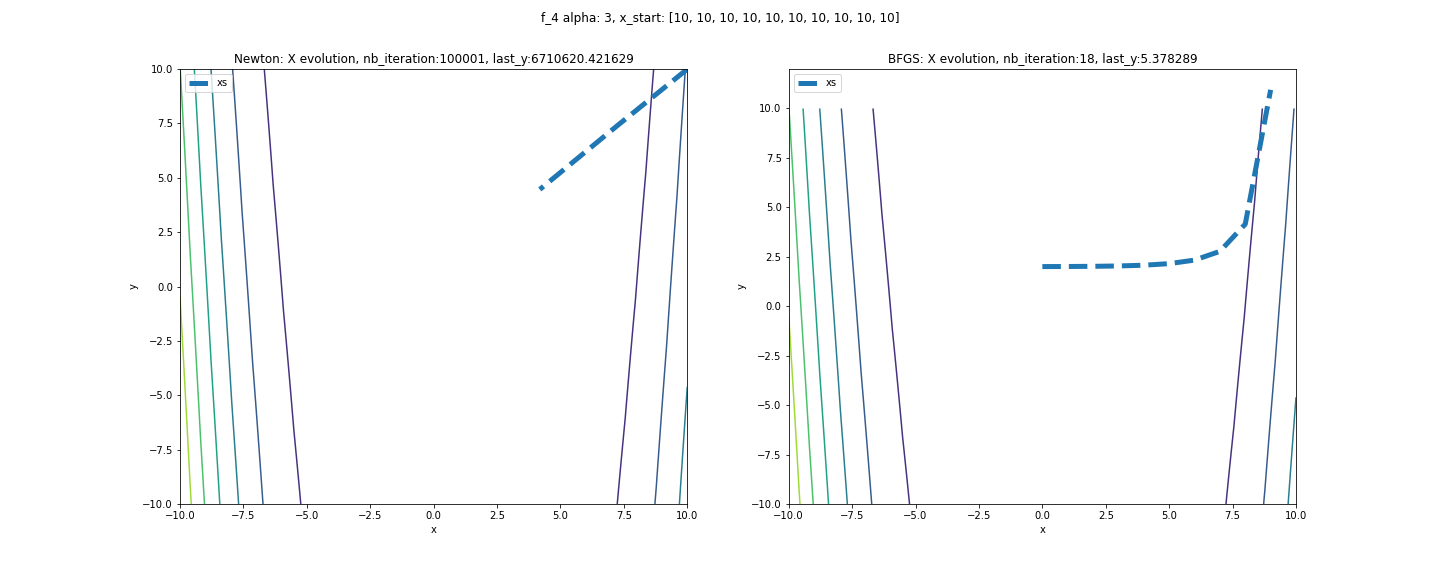 f_4 alpha: 3, x_start: [10, 10, 10, 10, 10, 10, 10, 10, 10, 10]
Newton: X evolution, nb_iteration:100001, last_y:6710620.421629
xs
10.0
7.5
5.0
2.5
0.0
−2.5
−5.0
−7.5
−10.0
y
−10.0 −7.5 −5.0 −2.5 0.0 2.5 5.0 7.5 10.0
x
BFGS: X evolution, nb_iteration:18, last_y:5.378289
xs
10.0
7.5
5.0
2.5
0.0
−2.5
−5.0
−7.5
−10.0
y
−10.0 −7.5 −5.0 −2.5 0.0 2.5 5.0 7.5 10.0
x